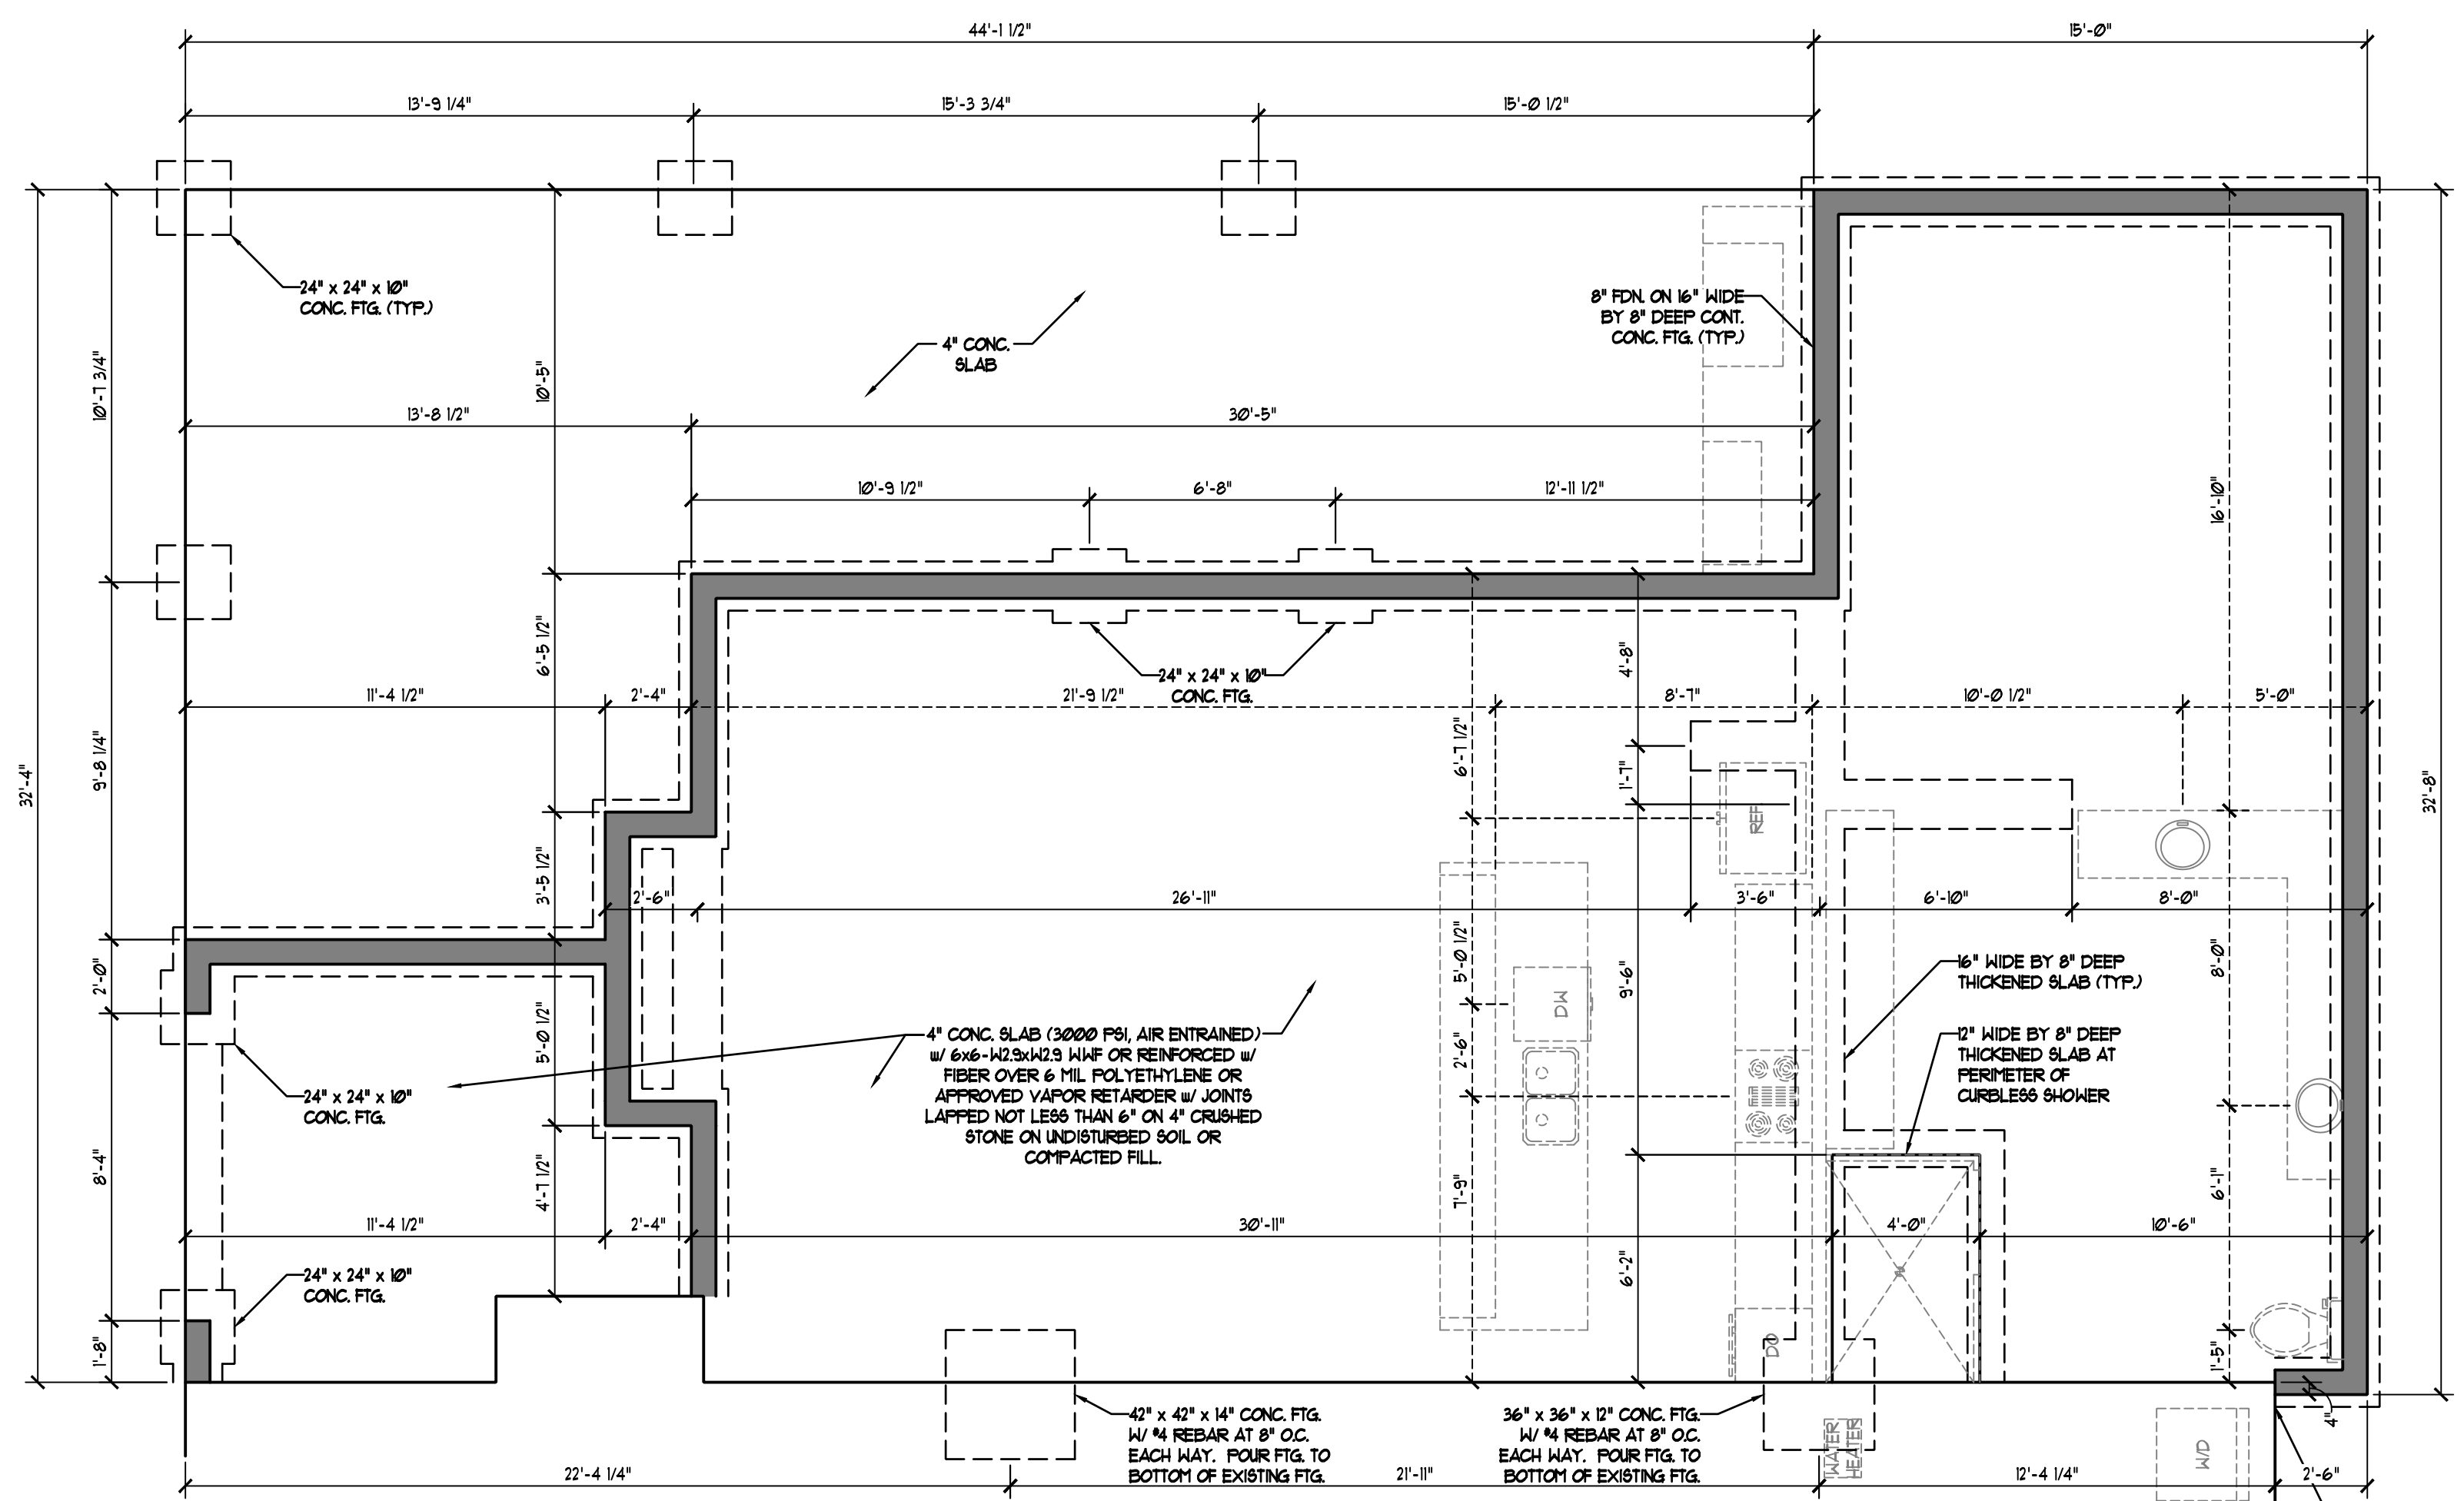 44'-1 1/2"
15'-0"
13'-9 1/4"
15'-3 3/4"
15'-0 1/2"
24" x 24" x 10"
CONC. FTG. (TYP.)
8" FDN. ON 16" WIDE
BY 8" DEEP CONT.
CONC. FTG. (TYP.)
4" CONC.
SLAB
10'-7 3/4"
10'-5"
13'-8 1/2"
30'-5"
10'-9 1/2"
6'-8"
12'-11 1/2"
16'-10"
6'-5 1/2"
4'-8"
24" x 24" x 10"
CONC. FTG.
11'-4 1/2"
2'-4"
21'-9 1/2"
8'-7"
10'-0 1/2"
5'-0"
6'-7 1/2"
1'-7"
9'-8 1/4"
32'-4"
32'-8"
REF
3'-5 1/2"
2'-6"
26'-11"
3'-6"
6'-10"
8'-0"
2'-0"
5'-0 1/2"
9'-6"
8'-0"
16" WIDE BY 8" DEEP
THICKENED SLAB (TYP.)
DW
12" WIDE BY 8" DEEP
THICKENED SLAB AT
PERIMETER OF
CURBLESS SHOWER
4" CONC. SLAB (3000 PSI, AIR ENTRAINED)
w/ 6x6-W2.9xW2.9 WWF OR REINFORCED w/
FIBER OVER 6 MIL POLYETHYLENE OR
APPROVED VAPOR RETARDER w/ JOINTS
LAPPED NOT LESS THAN 6" ON 4" CRUSHED
STONE ON UNDISTURBED SOIL OR
COMPACTED FILL.
5'-0 1/2"
2'-6"
24" x 24" x 10"
CONC. FTG.
8'-4"
4'-7 1/2"
7'-9"
6'-1"
11'-4 1/2"
2'-4"
30'-11"
4'-0"
10'-6"
6'-2"
24" x 24" x 10"
CONC. FTG.
1'-8"
DO
1'-5"
4"
42" x 42" x 14" CONC. FTG.
W/ #4 REBAR AT 8" O.C.
EACH WAY. POUR FTG. TO
BOTTOM OF EXISTING FTG.
36" x 36" x 12" CONC. FTG.
W/ #4 REBAR AT 8" O.C.
EACH WAY. POUR FTG. TO
BOTTOM OF EXISTING FTG.
WATER
HEATER
W/D
22'-4 1/4"
21'-11"
12'-4 1/4"
2'-6"